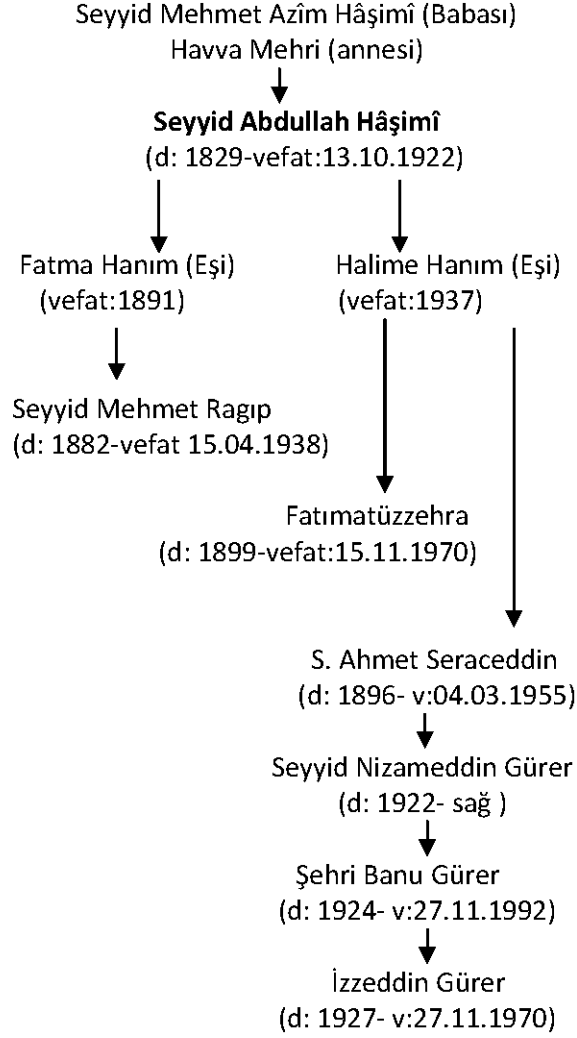 Seyyid Mehmet Azîm Hâşimî (Babası)
Havva Mehri (annesi)
Seyyid Abdullah Hâşimî
(d: 1829-vefat:13.10.1922)
Fatma Hanım (Eşi)
(vefat:1891)
Halime Hanım (Eşi)
(vefat:1937)
Seyyid Mehmet Ragıp
(d: 1882-vefat 15.04.1938)
Fatımatüzzehra
(d: 1899-vefat:15.11.1970)
S. Ahmet Seraceddin
(d: 1896- v:04.03.1955)
Seyyid Nizameddin Gürer
(d: 1922- sağ )
Şehri Banu Gürer
(d: 1924- v:27.11.1992)
İzzeddin Gürer
(d: 1927- v:27.11.1970)